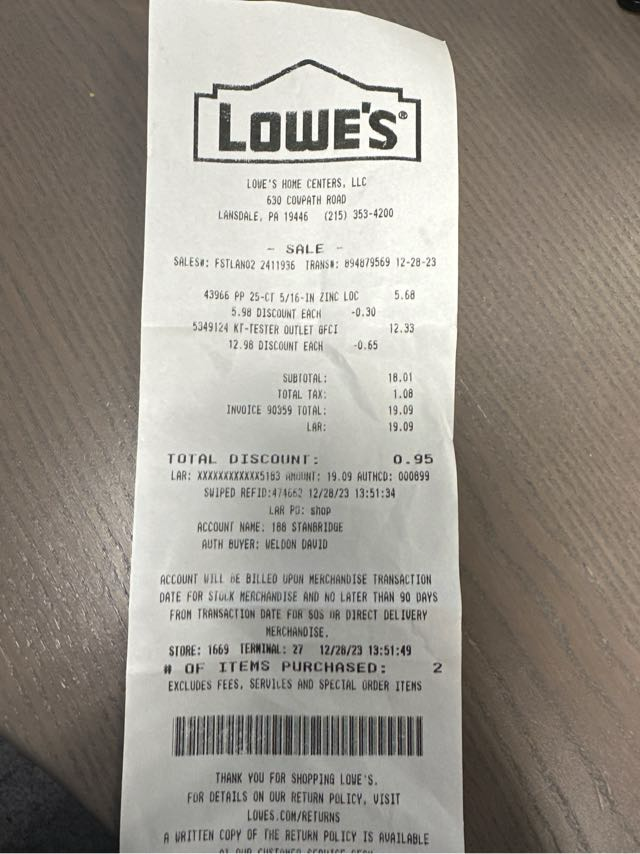 LOWE'S®
LOWE'S HOME CENTERS, LLC
630 COWPATH ROAD
LANSDALE, PA 19446 (215) 353-4200
- SALE -
SALES#: FSTLAN02 2411936 TRANS#: 894879569 12-28-23
43966 PP 25-CT 5/16-IN ZINC LOC 5.68
5.98 DISCOUNT EACH -0.30
5349124 KT-TESTER OUTLET GFCI 12.33
12.98 DISCOUNT EACH -0.65
SUBTOTAL: 18.01
TOTAL TAX: 1.08
INVOICE 90359 TOTAL: 19.09
LAR: 19.09
TOTAL DISCOUNT: 0.95
LAR: XXXXXXXXXXXX5183 AMOUNT: 19.09 AUTHCD: 000899
SWIPED REFID:474662 12/28/23 13:51:34
LAR PO: shop
ACCOUNT NAME: 188 STANBRIDGE
AUTH BUYER: WELDON DAVID
ACCOUNT WILL BE BILLED UPON MERCHANDISE TRANSACTION
DATE FOR STOCK MERCHANDISE AND NO LATER THAN 90 DAYS
FROM TRANSACTION DATE FOR SOS OR DIRECT DELIVERY
MERCHANDISE.
STORE: 1669 TERMINAL: 27 12/28/23 13:51:49
# OF ITEMS PURCHASED: 2
EXCLUDES FEES, SERVICES AND SPECIAL ORDER ITEMS
THANK YOU FOR SHOPPING LOWE'S.
FOR DETAILS ON OUR RETURN POLICY, VISIT
LOWES.COM/RETURNS
A WRITTEN COPY OF THE RETURN POLICY IS AVAILABLE
AT OUR CUSTOMER SERVICE DESK